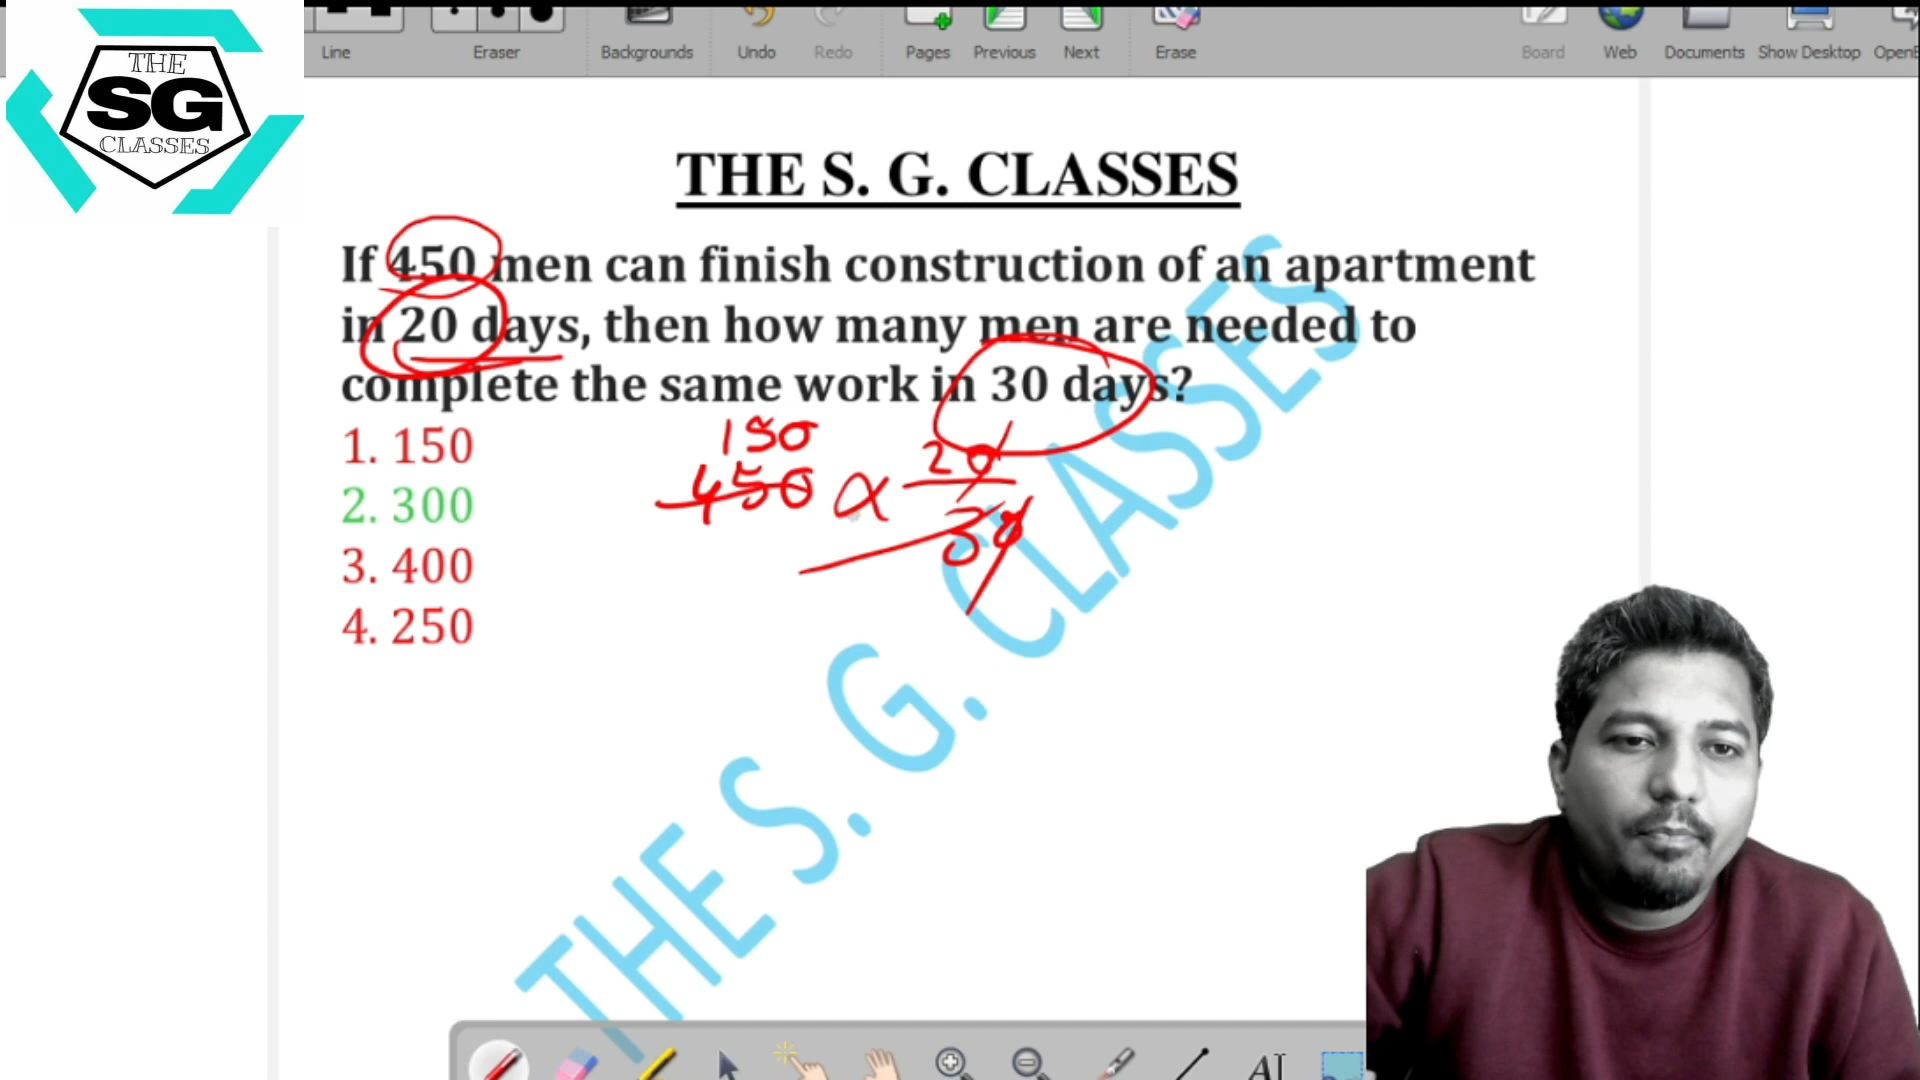 Line Eraser Backgrounds Undo Redo Pages Previous Next Erase Board Web Documents Show Desktop
THE
SG
CLASSES
THE S. G. CLASSES
If 450 men can finish construction of an apartment
in 20 days, then how many men are needed to
complete the same work in 30 days?
1. 150
2. 300
3. 400
4. 250
150
450 × 20
30
THE S. G. CLASSES